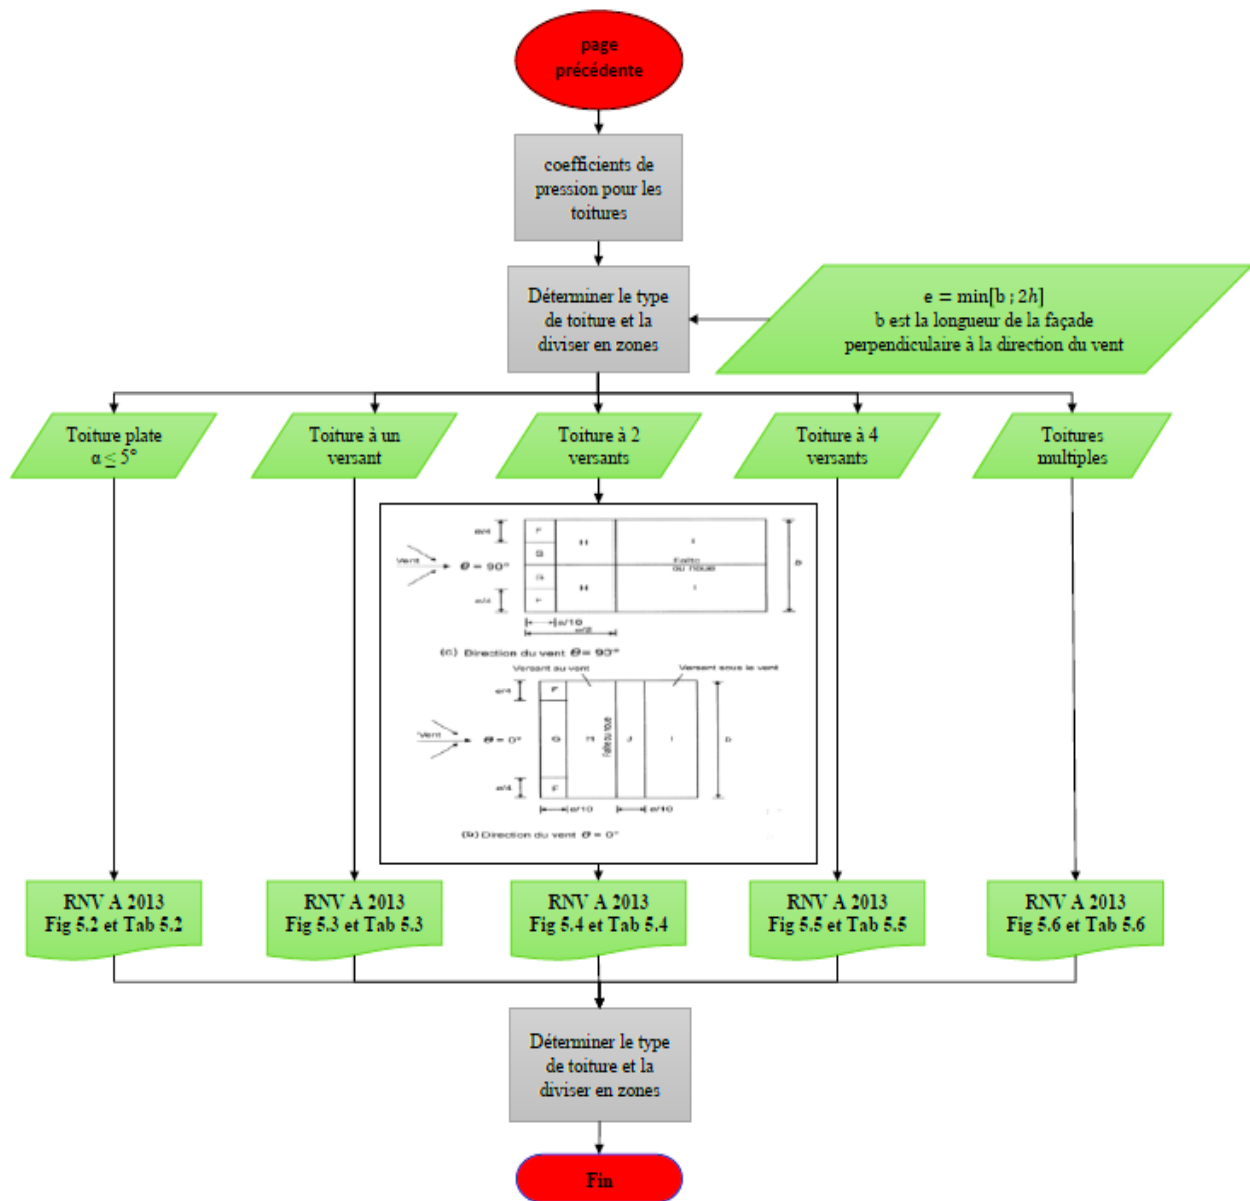 page
précédente
coefficients de
pression pour les
toitures
Déterminer le type
de toiture et la
diviser en zones
e = min[b ; 2h]
b est la longueur de la façade
perpendiculaire à la direction du vent
Toiture plate
α ≤ 5°
Toiture à un
versant
Toiture à 2
versants
Toiture à 4
versants
Toitures
multiples
e/4
F
H
I
G
Vent
θ = 90°
Faîte
ou noue
b
G
H
I
e/4
F
e/10
e/2
(c) Direction du vent θ = 90°
Versant au vent
Versant sous le vent
e/4
F
Vent
θ = 0°
G
H
Faîte ou noue
J
I
b
e/4
F
e/10
e/10
(b) Direction du vent θ = 0°
RNV A 2013
Fig 5.2 et Tab 5.2
RNV A 2013
Fig 5.3 et Tab 5.3
RNV A 2013
Fig 5.4 et Tab 5.4
RNV A 2013
Fig 5.5 et Tab 5.5
RNV A 2013
Fig 5.6 et Tab 5.6
Déterminer le type
de toiture et la
diviser en zones
Fin